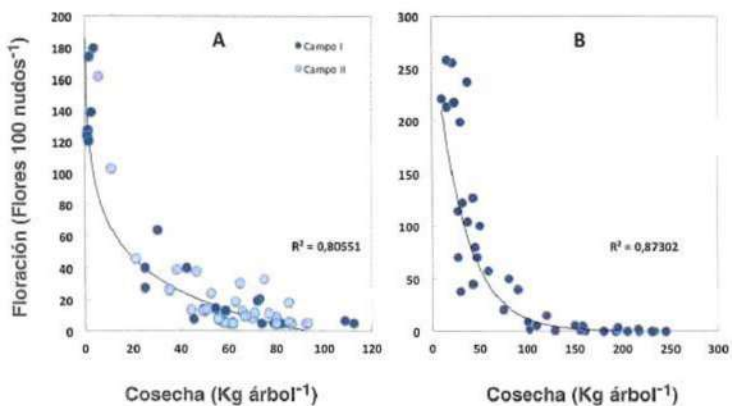 A
B
Campo I
Campo II
Floración (Flores 100 nudos⁻¹)
200
180
160
140
120
100
80
60
40
20
0
R² = 0,80551
0 20 40 60 80 100 120
Cosecha (Kg árbol⁻¹)
300
250
200
150
100
50
0
R² = 0,87302
0 50 100 150 200 250 300
Cosecha (Kg árbol⁻¹)